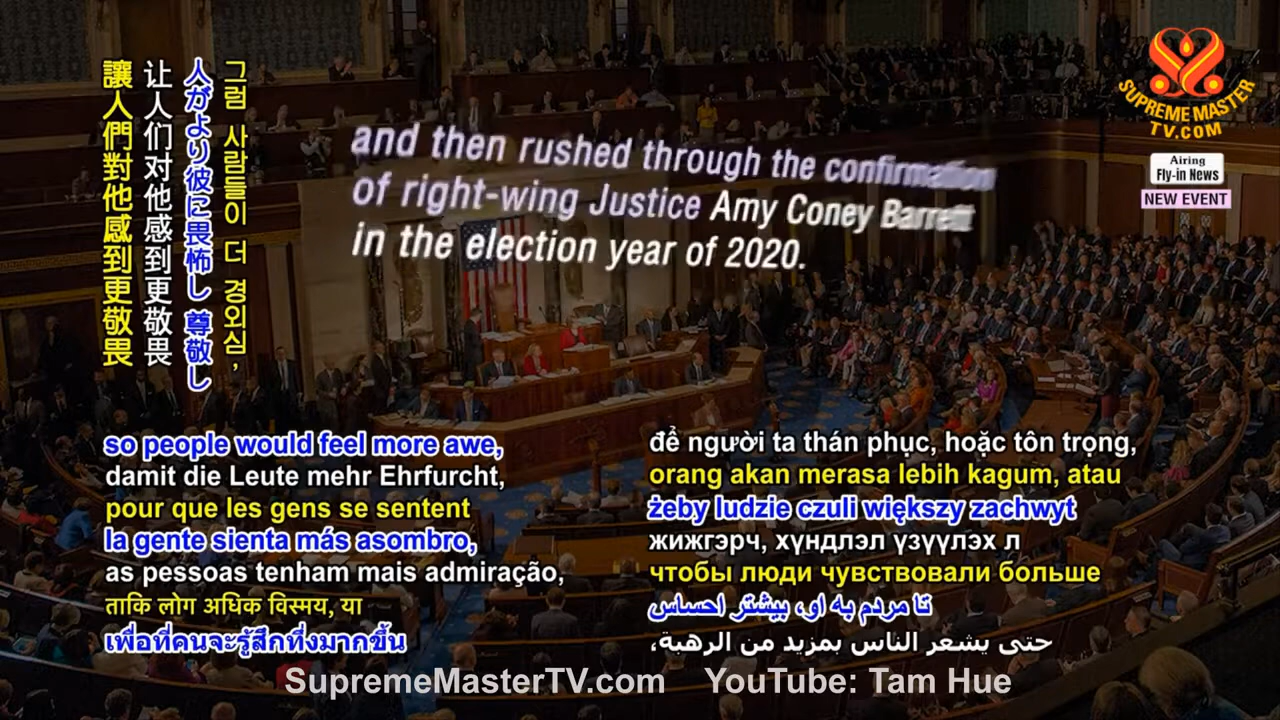 그럼 사람들이 더 경외심,
人がより彼に畏怖し 尊敬し
让人们对他感到更敬畏
讓人們對他感到更敬畏
and then rushed through the confirmation
of right-wing Justice Amy Coney Barrett
in the election year of 2020.
SUPREME MASTER
TV.COM
Airing
Fly-in News
NEW EVENT
so people would feel more awe,
damit die Leute mehr Ehrfurcht,
pour que les gens se sentent
la gente sienta más asombro,
as pessoas tenham mais admiração,
ताकि लोग अधिक विस्मय, या
เพื่อที่คนจะรู้สึกทึ่งมากขึ้น
để người ta thán phục, hoặc tôn trọng,
orang akan merasa lebih kagum, atau
żeby ludzie czuli większy zachwyt
жижгэрч, хүндлэл үзүүлэх л
чтобы люди чувствовали больше
تا مردم به او، بیشتر احساس
حتى يشعر الناس بمزيد من الرهبة،
SupremeMasterTV.com YouTube: Tam Hue